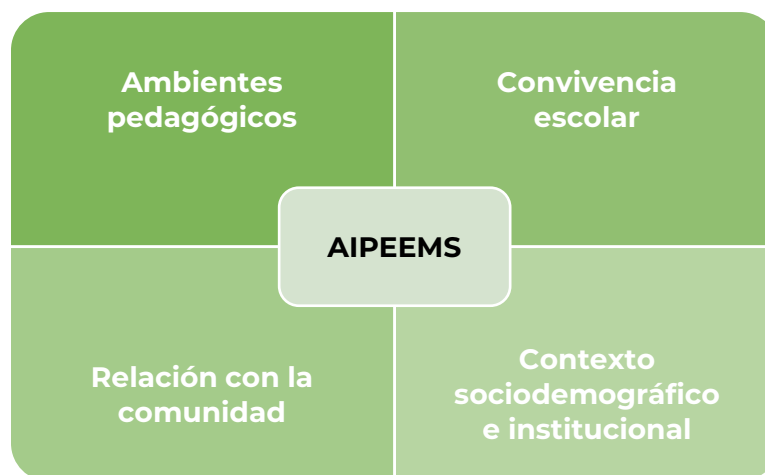 Ambientes
pedagógicos
Convivencia
escolar
AIPEEMS
Relación con la
comunidad
Contexto
sociodemográfico
e institucional